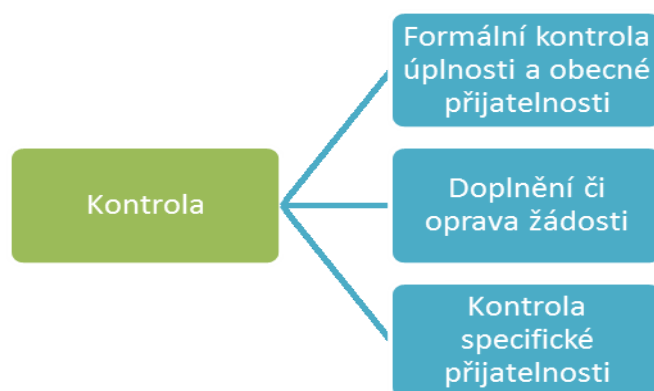 Formální kontrola
úplnosti a obecné
přijatelnosti
Kontrola
Doplnění či
oprava žádosti
Kontrola
specifické
přijatelnosti